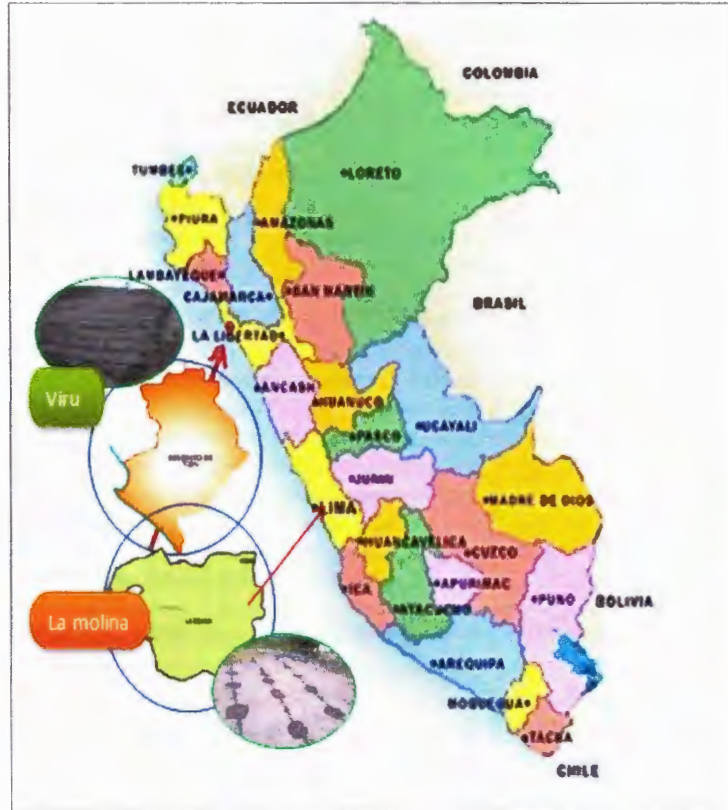 COLOMBIA
ECUADOR
TUMBES
LORETO
PIURA
AMAZONAS
LAMBAYEQUE
SAN MARTIN
CAJAMARCA
BRASIL
LA LIBERTAD
Viru
ANCASH
HUANUCO
UCAYALI
PASCO
JUNIN
LIMA
MADRE DE DIOS
HUANCAVELICA
CUZCO
ICA
APURIMAC
PUNO
BOLIVIA
La molina
AYACUCHO
AREQUIPA
MOQUEGUA
TACNA
CHILE